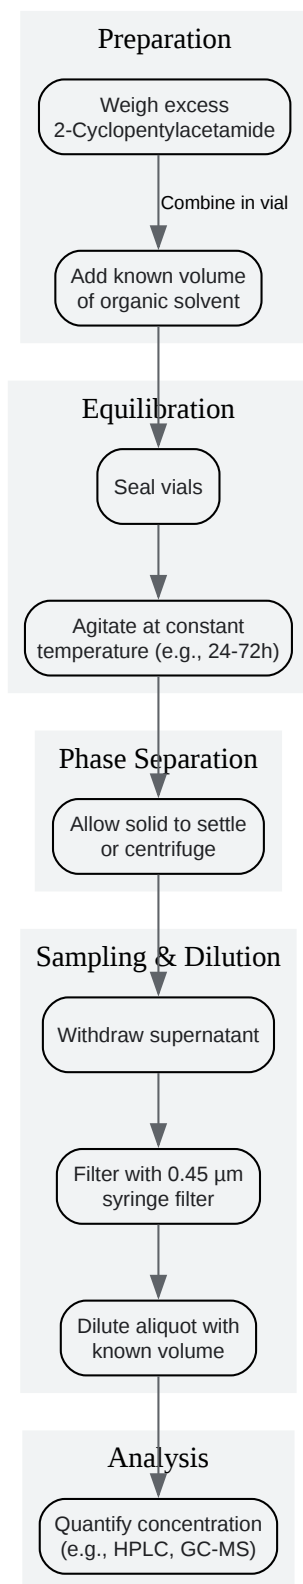 Preparation
Weigh excess
2-Cyclopentylacetamide
Combine in vial
Add known volume
of organic solvent
Equilibration
Seal vials
Agitate at constant
temperature (e.g., 24-72h)
Phase Separation
Allow solid to settle
or centrifuge
Sampling & Dilution
Withdraw supernatant
Filter with 0.45 µm
syringe filter
Dilute aliquot with
known volume
Analysis
Quantify concentration
(e.g., HPLC, GC-MS)